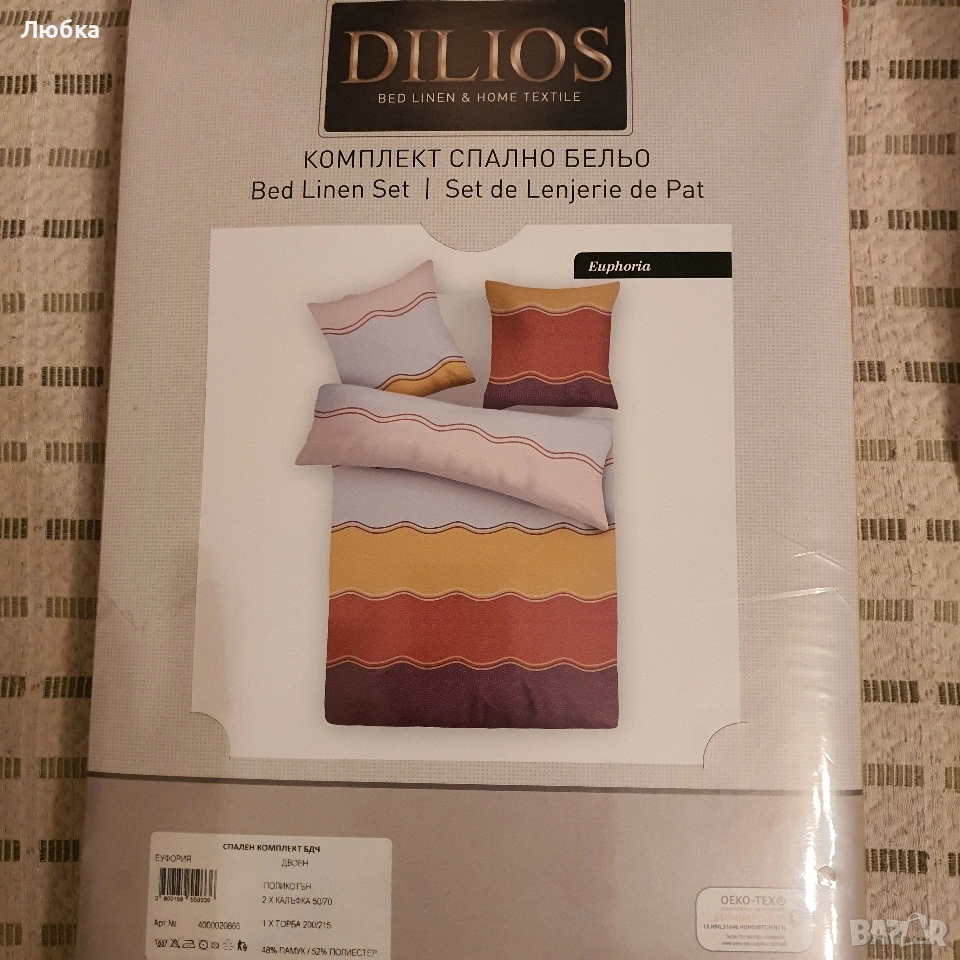 Любка
DILIOS
BED LINEN & HOME TEXTILE
КОМПЛЕКТ СПАЛНО БЕЛЬО
Bed Linen Set | Set de Lenjerie de Pat
Euphoria
СПАЛЕН КОМПЛЕКТ БДЧ
ЕУФОРИЯ
ДВОЕН
ПОЛИКОТЪН
2 X КАЛЪФКА 50/70
Арт.№ 4000020866
1 X ТОРБА 200/215
48% ПАМУК / 52% ПОЛИЕСТЕР
OEKO-TEX
BAZAR